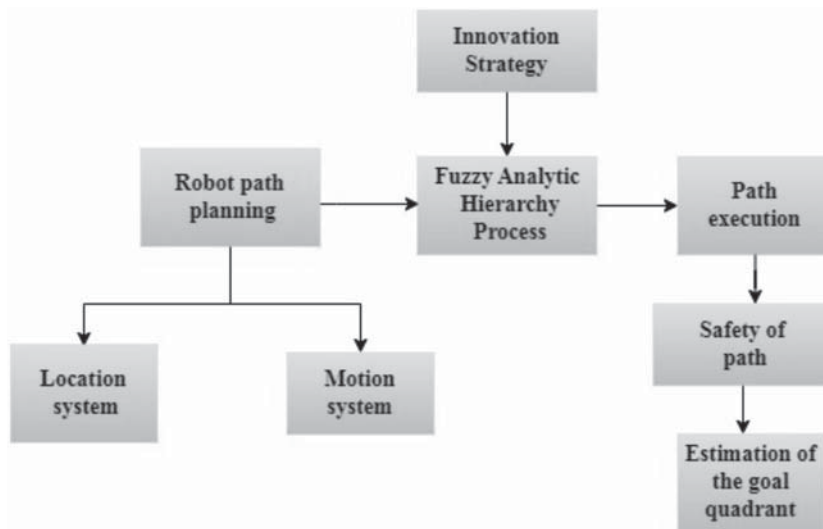 Innovation
Strategy
Robot path
planning
Fuzzy Analytic
Hierarchy
Process
Path
execution
Location
system
Motion
system
Safety of
path
Estimation of
the goal
quadrant